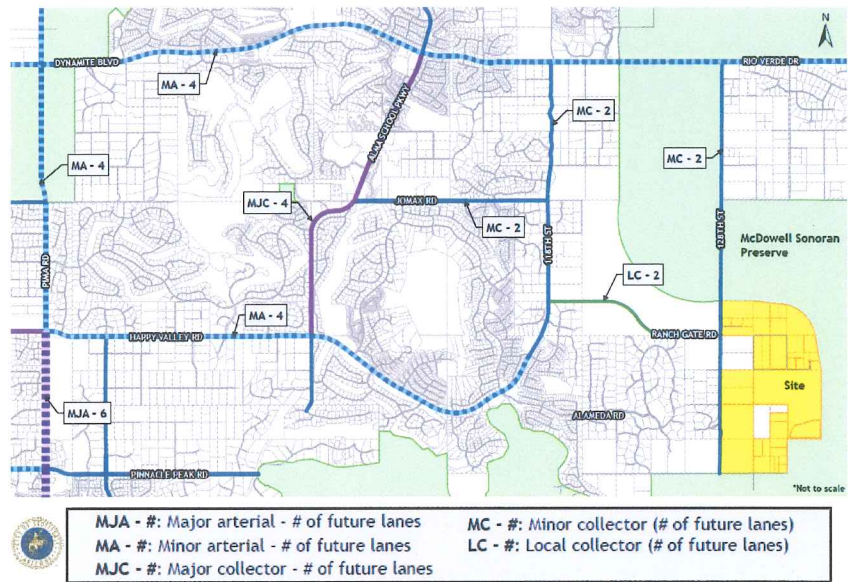 N
DYNAMITE BLVD
RIO VERDE DR
MA - 4
ALMA SCHOOL PKWY
MC - 2
MC - 2
MA - 4
MJC - 4
JOMAX RD
MC - 2
118TH ST
128TH ST
McDowell Sonoran
Preserve
PIMA RD
LC - 2
MA - 4
HAPPY VALLEY RD
RANCH GATE RD
Site
MJA - 6
ALAMEDA RD
PINNACLE PEAK RD
*Not to scale
MJA - #: Major arterial - # of future lanes
MA - #: Minor arterial - # of future lanes
MJC - #: Major collector - # of future lanes
MC - #: Minor collector (# of future lanes)
LC - #: Local collector (# of future lanes)